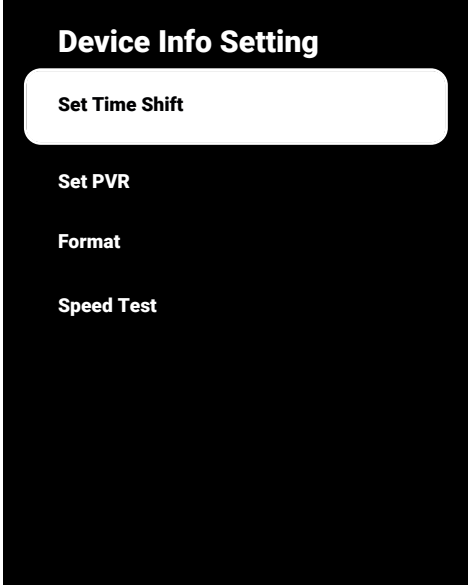 Device Info Setting
Set Time Shift
Set PVR
Format
Speed Test